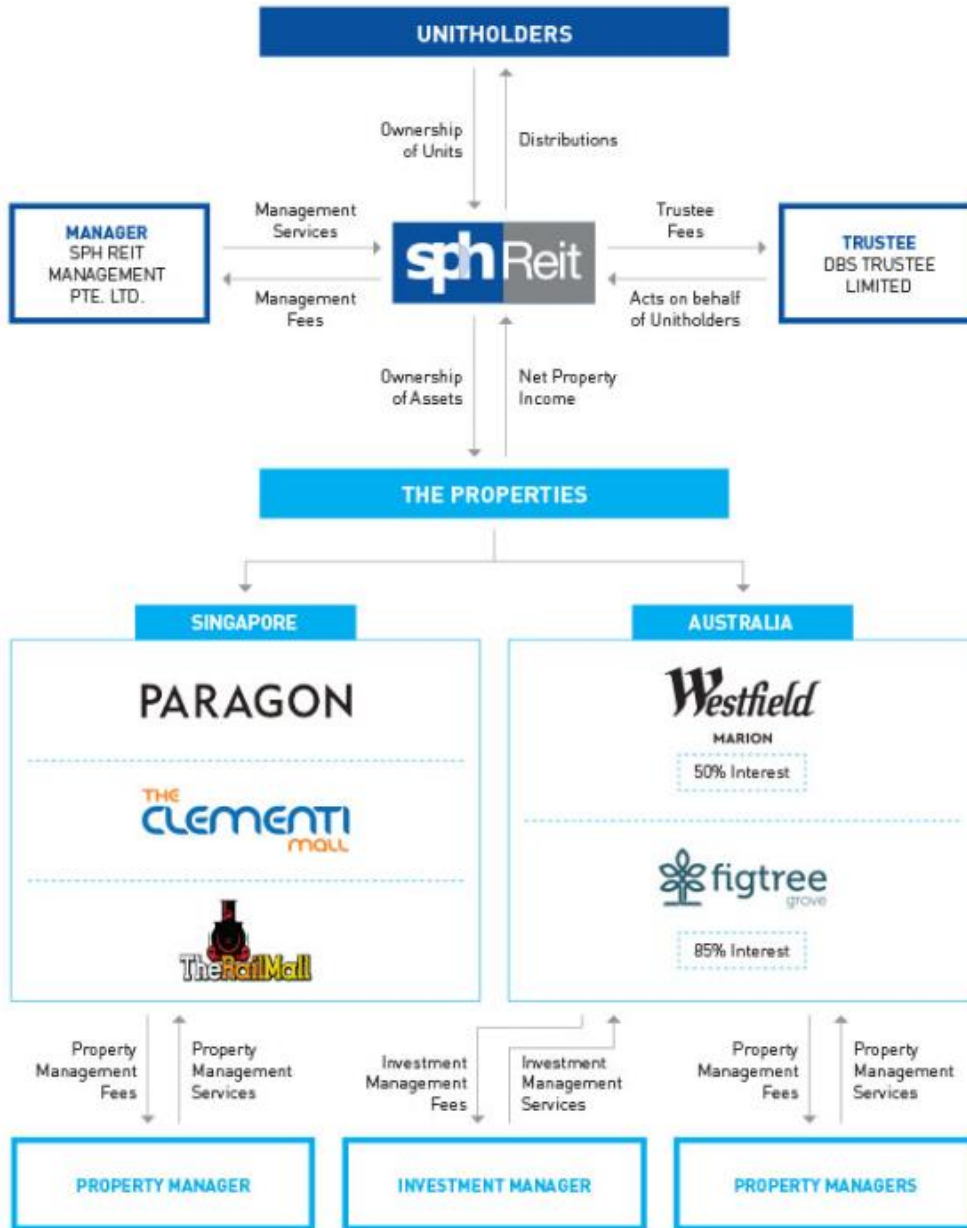 UNITHOLDERS
Ownership
of Units
Distributions
MANAGER
SPH REIT
MANAGEMENT
PTE. LTD.
Management
Services
Management
Fees
sph Reit
Trustee
Fees
Acts on behalf
of Unitholders
TRUSTEE
DBS TRUSTEE
LIMITED
Ownership
of Assets
Net Property
Income
THE PROPERTIES
SINGAPORE
PARAGON
THE
CLEMENTI
mall
TheRailMall
AUSTRALIA
Westfield
MARION
50% Interest
figtree
grove
85% Interest
Property
Management
Fees
Property
Management
Services
Investment
Management
Fees
Investment
Management
Services
Property
Management
Fees
Property
Management
Services
PROPERTY MANAGER
INVESTMENT MANAGER
PROPERTY MANAGERS